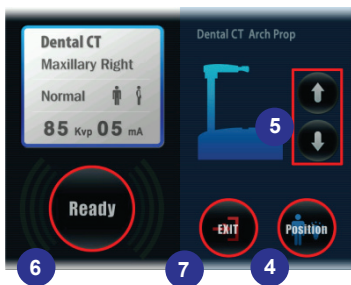 Dental CT
Maxillary Right
Normal
85 Kvp 05 mA
Ready
6
Dental CT Arch Prop
5
EXIT
Position
7
4